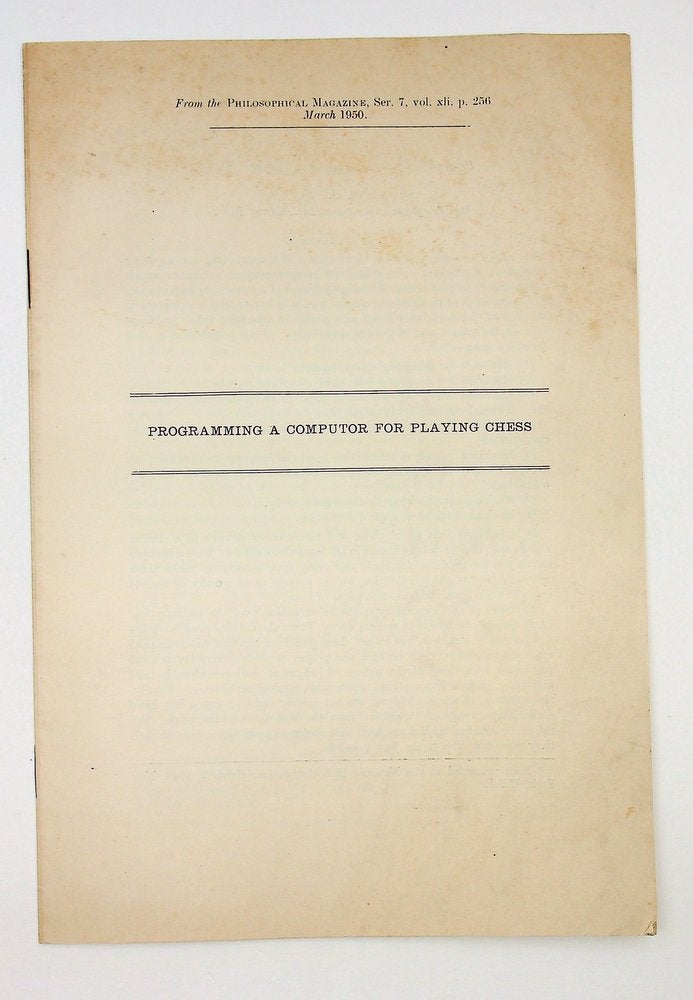 From the PHILOSOPHICAL MAGAZINE, Ser. 7, vol. xli. p. 256
March 1950.
PROGRAMMING A COMPUTOR FOR PLAYING CHESS